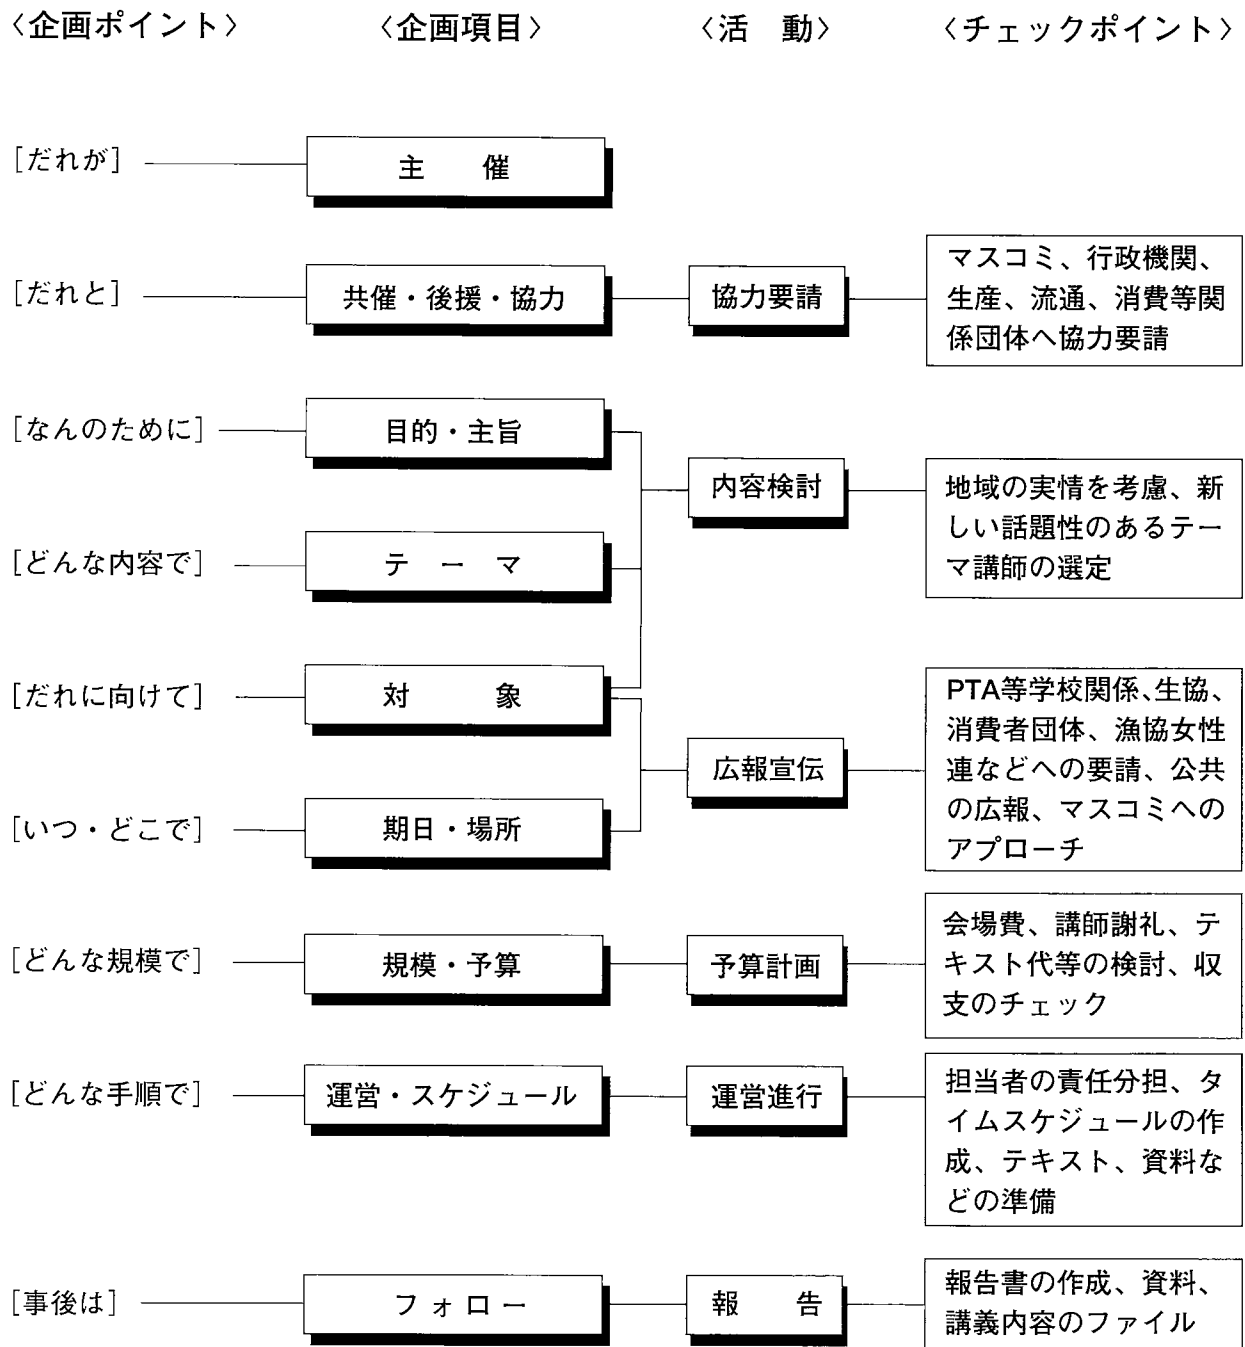 〈企画ポイント〉 〈企画項目〉 〈活　動〉 〈チェックポイント〉
[だれが] 主　催
[だれと] 共催・後援・協力 協力要請
マスコミ、行政機関、
生産、流通、消費等関
係団体へ協力要請
[なんのために] 目的・主旨
内容検討
地域の実情を考慮、新
しい話題性のあるテー
マ講師の選定
[どんな内容で] テ ー マ
[だれに向けて] 対　象
広報宣伝
PTA等学校関係、生協、
消費者団体、漁協女性
連などへの要請、公共
の広報、マスコミへの
アプローチ
[いつ・どこで] 期日・場所
[どんな規模で] 規模・予算 予算計画
会場費、講師謝礼、テ
キスト代等の検討、収
支のチェック
[どんな手順で] 運営・スケジュール 運営進行
担当者の責任分担、タ
イムスケジュールの作
成、テキスト、資料な
どの準備
[事後は] フォロー 報　告
報告書の作成、資料、
講義内容のファイル